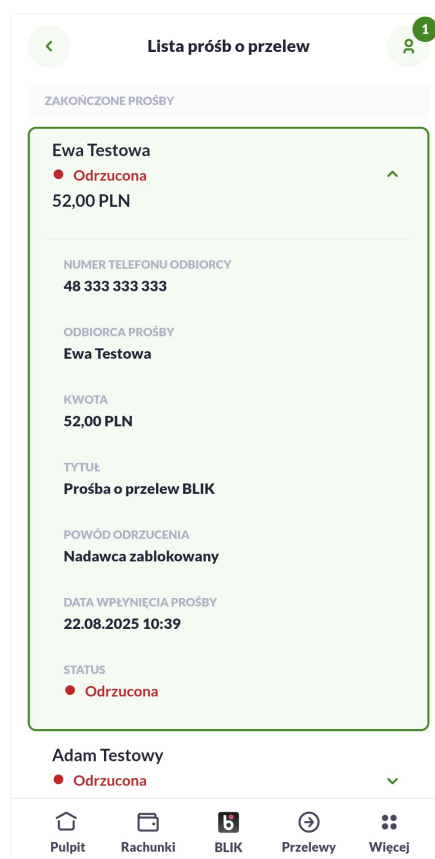 1
Lista próśb o przelew
ZAKOŃCZONE PROŚBY
Ewa Testowa
Odrzucona
52,00 PLN
NUMER TELEFONU ODBIORCY
48 333 333 333
ODBIORCA PROŚBY
Ewa Testowa
KWOTA
52,00 PLN
TYTUŁ
Prośba o przelew BLIK
POWÓD ODRZUCENIA
Nadawca zablokowany
DATA WPŁYNIĘCIA PROŚBY
22.08.2025 10:39
STATUS
Odrzucona
Adam Testowy
Odrzucona
Pulpit Rachunki BLIK Przelewy Więcej